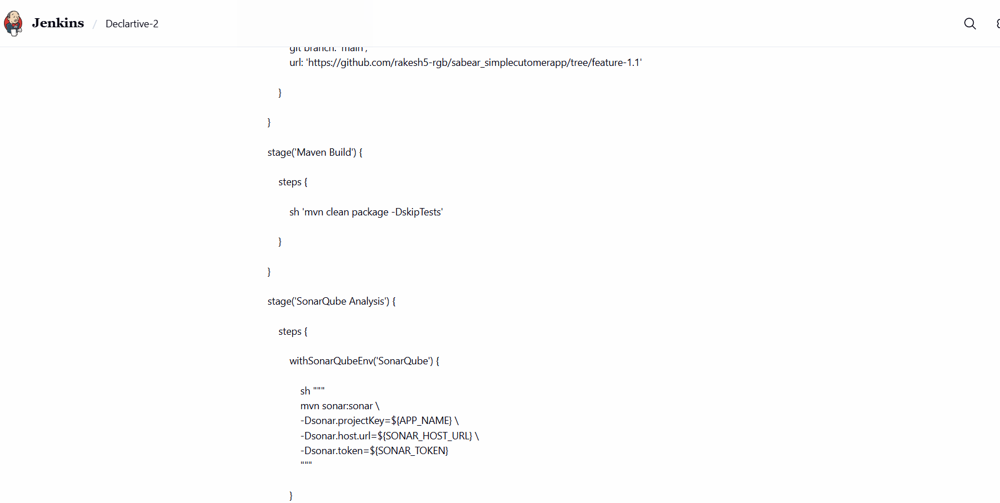 Jenkins / Declartive-2
git branch: 'main',
url: 'https://github.com/rakesh5-rgb/sabear_simplecutomerapp/tree/feature-1.1'
}
}
stage('Maven Build') {
steps {
sh 'mvn clean package -DskipTests'
}
}
stage('SonarQube Analysis') {
steps {
withSonarQubeEnv('SonarQube') {
sh """
mvn sonar:sonar \
-Dsonar.projectKey=${APP_NAME} \
-Dsonar.host.url=${SONAR_HOST_URL} \
-Dsonar.token=${SONAR_TOKEN}
"""
}